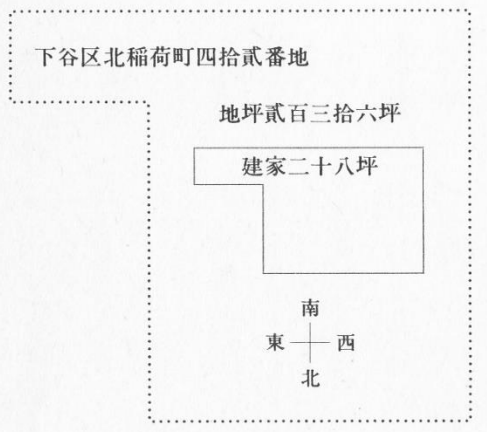 下谷区北稲荷町四拾貳番地
地坪貳百三拾六坪
建家二十八坪
南
東 西
北